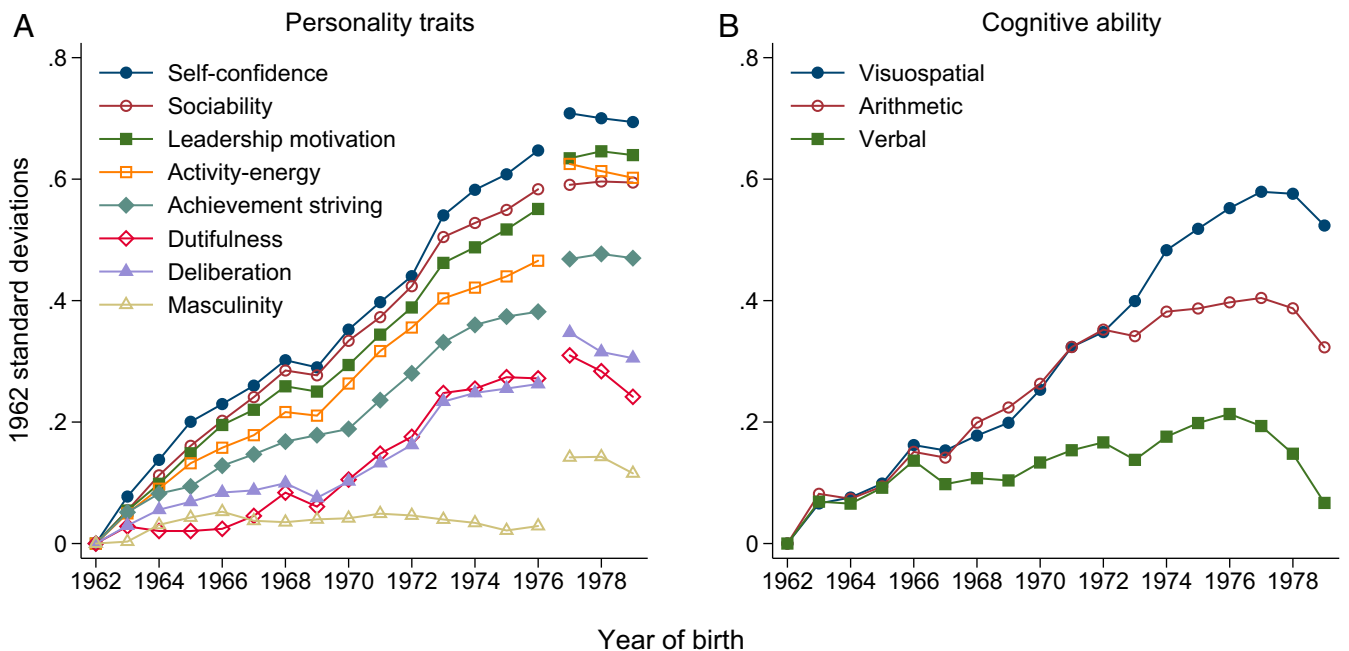 A
Personality traits
.8
.6
.4
.2
0
1962 standard deviations
Self-confidence
Sociability
Leadership motivation
Activity-energy
Achievement striving
Dutifulness
Deliberation
Masculinity
1962 1964 1966 1968 1970 1972 1974 1976 1978
B
Cognitive ability
.8
.6
.4
.2
0
Visuospatial
Arithmetic
Verbal
1962 1964 1966 1968 1970 1972 1974 1976 1978
Year of birth